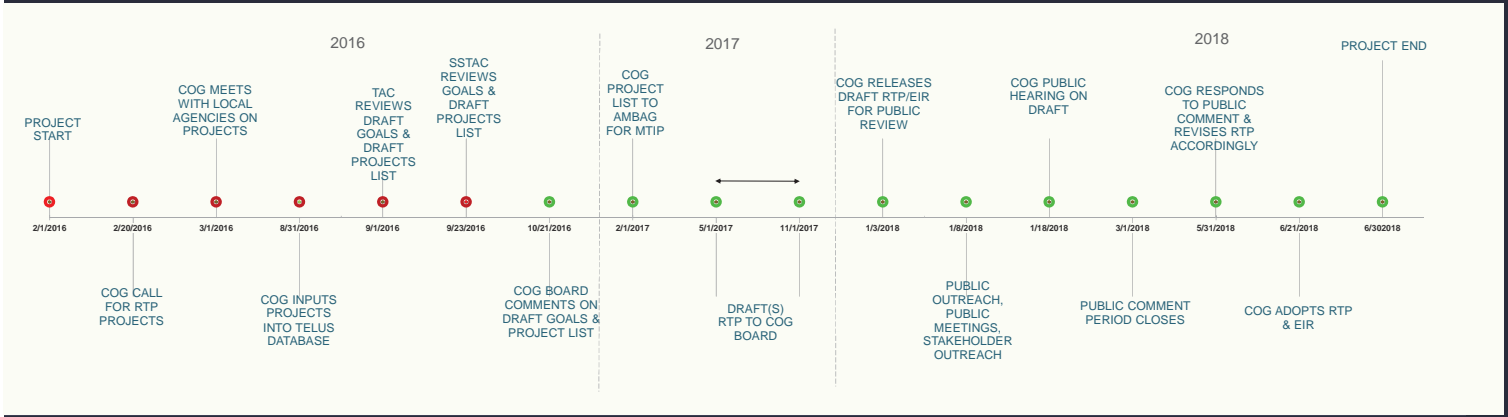 2016
2017
2018
PROJECT
START
COG MEETS
WITH LOCAL
AGENCIES ON
PROJECTS
TAC
REVIEWS
DRAFT
GOALS &
DRAFT
PROJECTS
LIST
SSTAC
REVIEWS
GOALS &
DRAFT
PROJECTS
LIST
COG
PROJECT
LIST TO
AMBAG
FOR MTIP
COG RELEASES
DRAFT RTP/EIR
FOR PUBLIC
REVIEW
COG PUBLIC
HEARING ON
DRAFT
COG RESPONDS
TO PUBLIC
COMMENT &
REVISES RTP
ACCORDINGLY
PROJECT END
2/1/2016
2/20/2016
3/1/2016
8/31/2016
9/1/2016
9/23/2016
10/21/2016
2/1/2017
5/1/2017
11/1/2017
1/3/2018
1/8/2018
1/18/2018
3/1/2018
5/31/2018
6/21/2018
6/302018
COG CALL
FOR RTP
PROJECTS
COG INPUTS
PROJECTS
INTO TELUS
DATABASE
COG BOARD
COMMENTS ON
DRAFT GOALS &
PROJECT LIST
DRAFT(S)
RTP TO COG
BOARD
PUBLIC
OUTREACH,
PUBLIC
MEETINGS,
STAKEHOLDER
OUTREACH
PUBLIC COMMENT
PERIOD CLOSES
COG ADOPTS RTP
& EIR